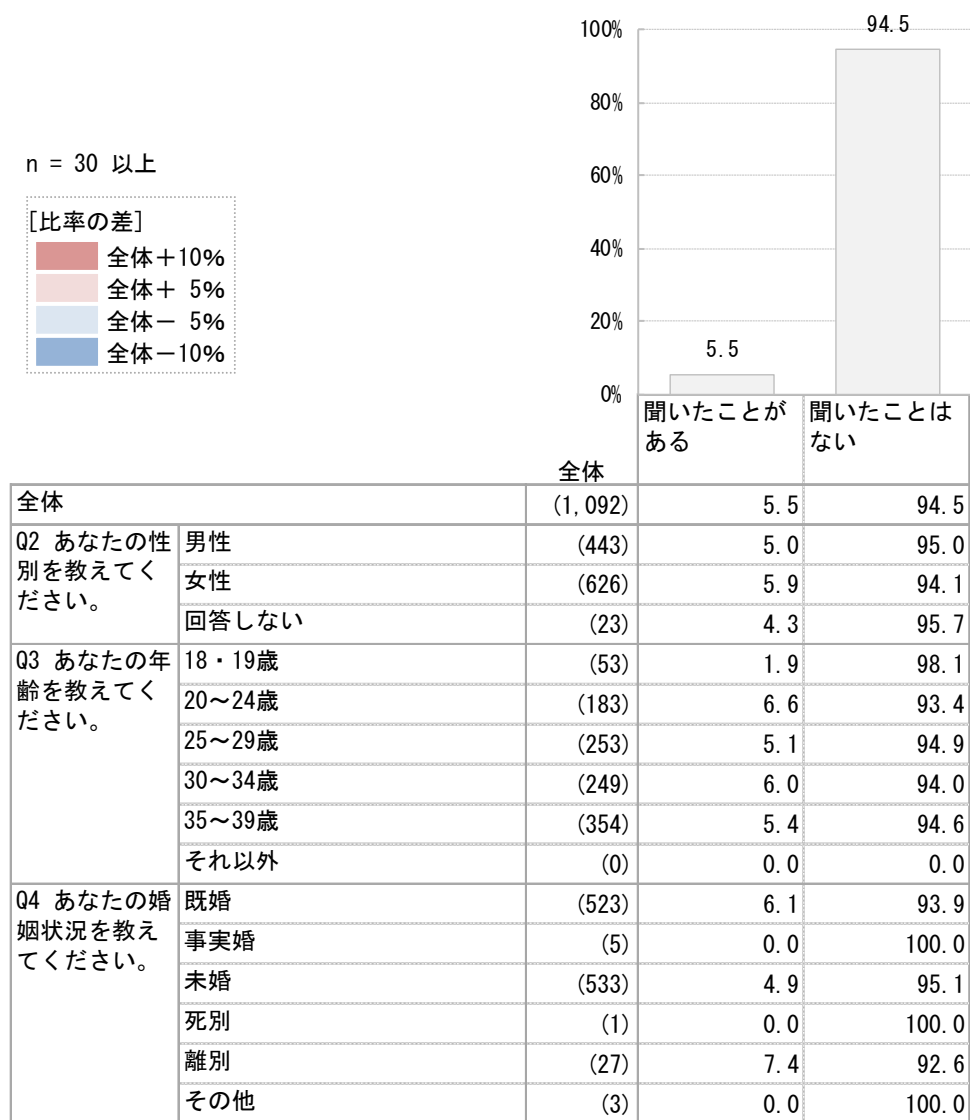 100%
94.5
80%
n = 30 以上
60%
[比率の差]
全体＋10%
全体＋ 5%
全体－ 5%
全体－10%
40%
20%
5.5
0%
聞いたことが 聞いたことは
ある ない
全体
全体 (1,092) 5.5 94.5
Q2 あなたの性 男性 (443) 5.0 95.0
別を教えてく 女性 (626) 5.9 94.1
ださい。 回答しない (23) 4.3 95.7
Q3 あなたの年 18・19歳 (53) 1.9 98.1
齢を教えてく 20～24歳 (183) 6.6 93.4
ださい。 25～29歳 (253) 5.1 94.9
30～34歳 (249) 6.0 94.0
35～39歳 (354) 5.4 94.6
それ以外 (0) 0.0 0.0
Q4 あなたの婚 既婚 (523) 6.1 93.9
姻状況を教え 事実婚 (5) 0.0 100.0
てください。 未婚 (533) 4.9 95.1
死別 (1) 0.0 100.0
離別 (27) 7.4 92.6
その他 (3) 0.0 100.0